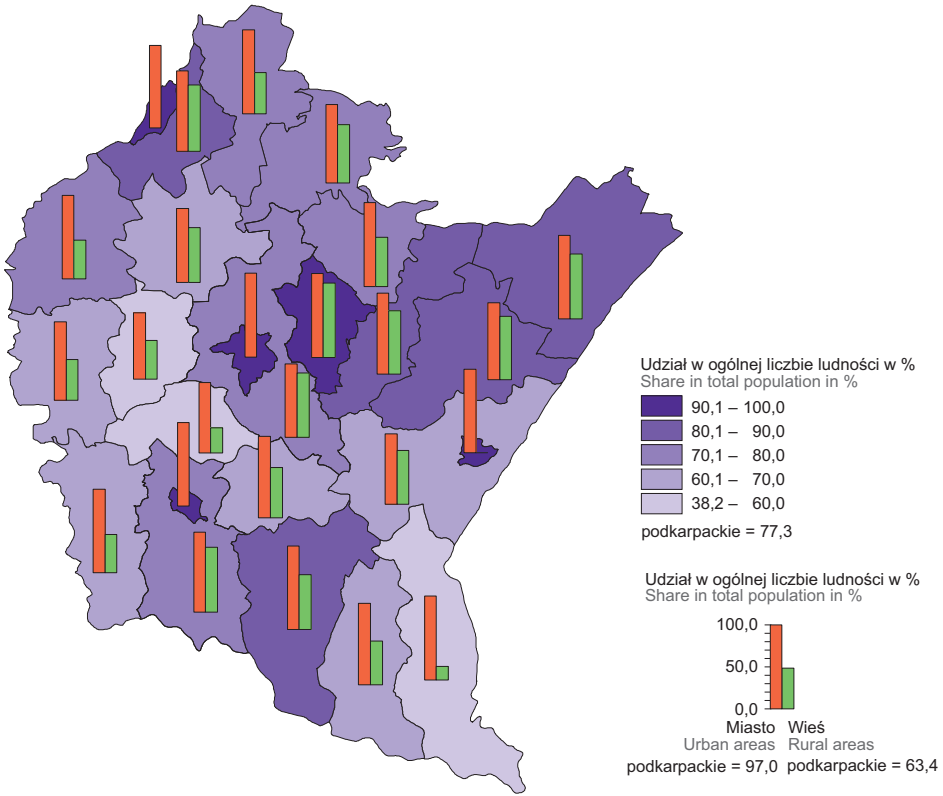 Udział w ogólnej liczbie ludności w %
Share in total population in %
90,1 – 100,0
80,1 – 90,0
70,1 – 80,0
60,1 – 70,0
38,2 – 60,0
podkarpackie = 77,3
Udział w ogólnej liczbie ludności w %
Share in total population in %
100,0
50,0
0,0
Miasto Wieś
Urban areas Rural areas
podkarpackie = 97,0 podkarpackie = 63,4